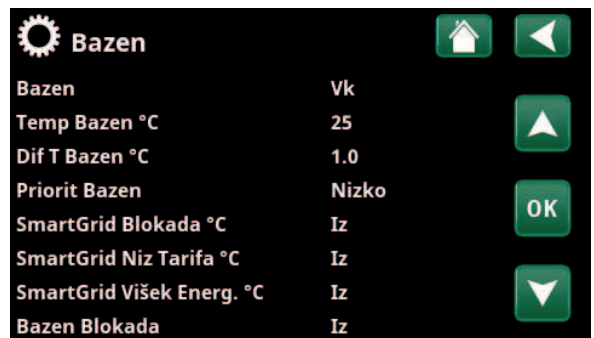 Bazen
Bazen Vk
Temp Bazen °C 25
Dif T Bazen °C 1.0
Priorit Bazen Nizko
OK
SmartGrid Blokada °C Iz
SmartGrid Niz Tarifa °C Iz
SmartGrid Višek Energ. °C Iz
Bazen Blokada Iz